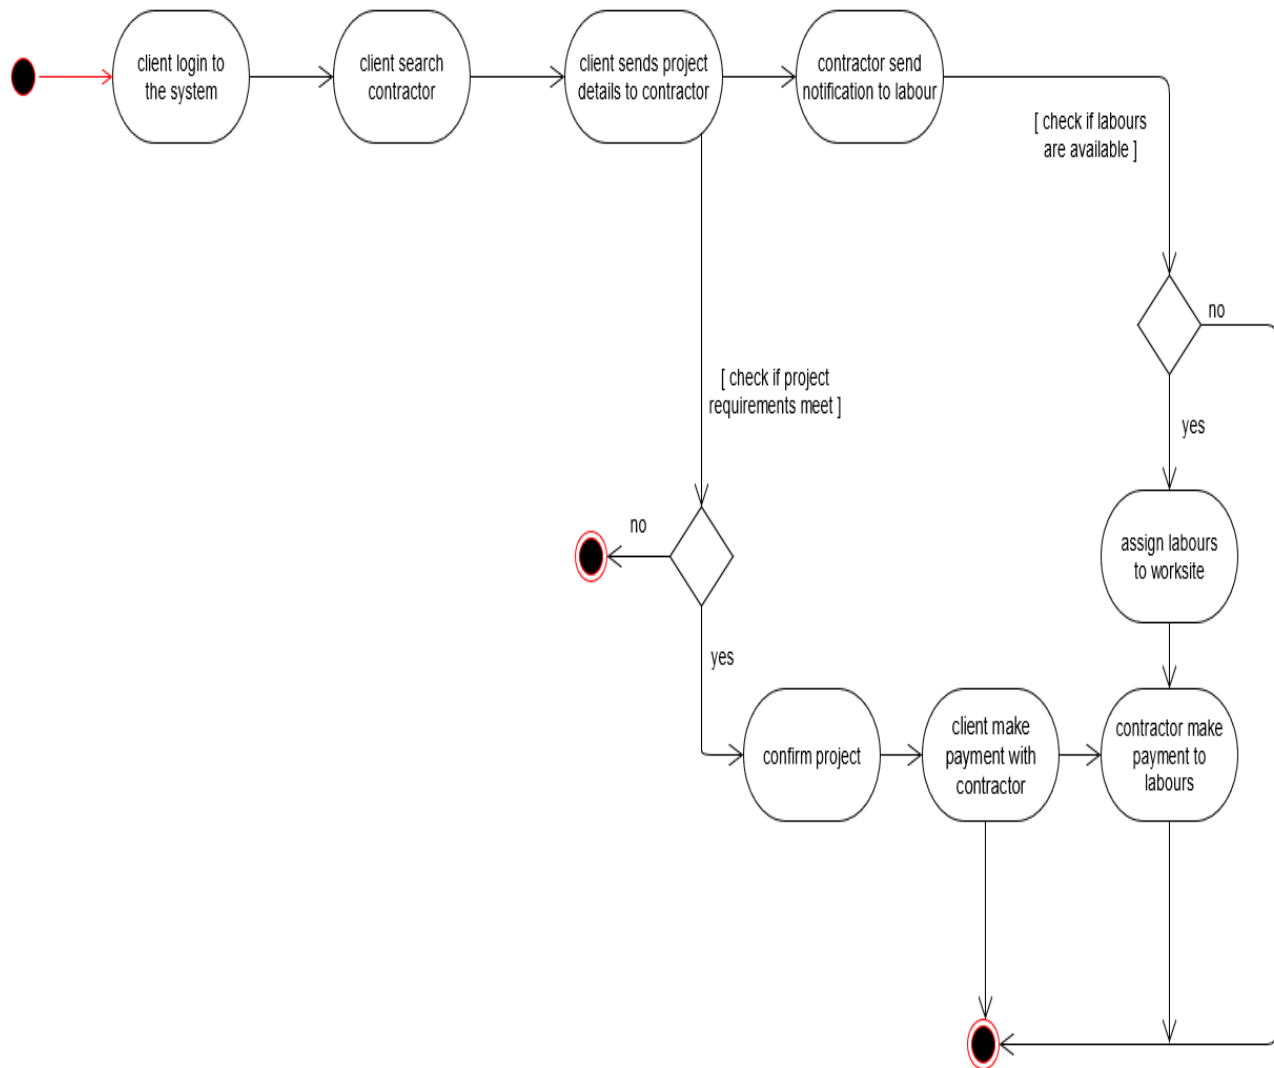 client login to
the system
client search
contractor
client sends project
details to contractor
contractor send
notification to labour
[ check if labours
are available ]
no
yes
[ check if project
requirements meet ]
no
yes
assign labours
to worksite
confirm project
client make
payment with
contractor
contractor make
payment to
labours